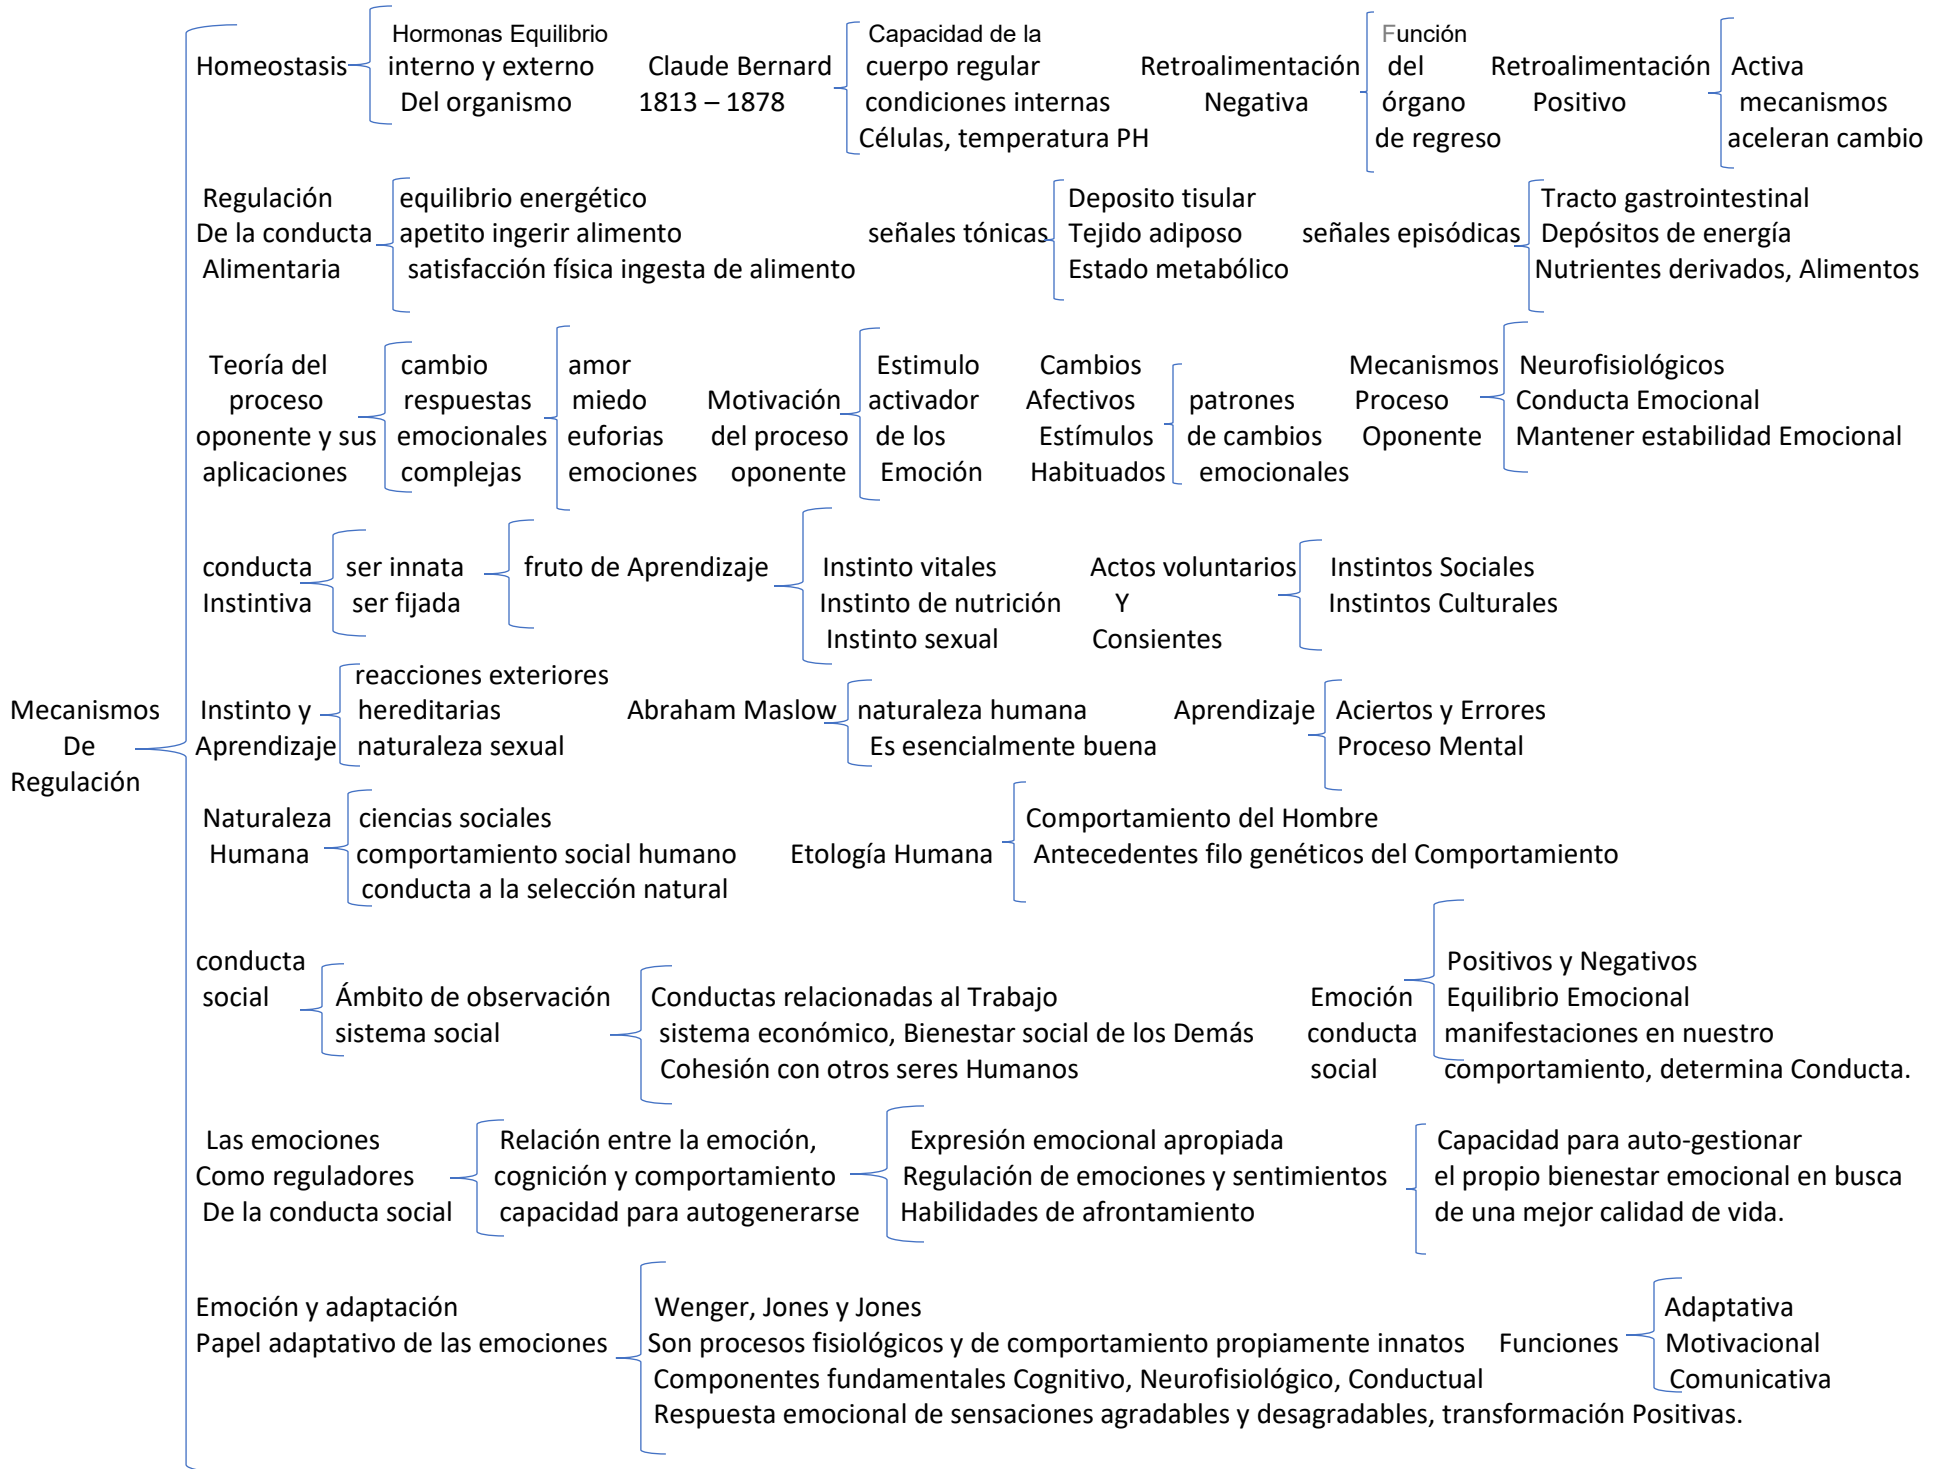 Mecanismos
De
Regulación
Homeostasis
Hormonas Equilibrio
interno y externo
Del organismo
Claude Bernard
1813 – 1878
Capacidad de la
cuerpo regular
condiciones internas
Células, temperatura PH
Retroalimentación
Negativa
Función
del
órgano
de regreso
Retroalimentación
Positivo
Activa
mecanismos
aceleran cambio
Regulación
De la conducta
Alimentaria
equilibrio energético
apetito ingerir alimento
satisfacción física ingesta de alimento
señales tónicas
Deposito tisular
Tejido adiposo
Estado metabólico
señales episódicas
Tracto gastrointestinal
Depósitos de energía
Nutrientes derivados, Alimentos
Teoría del
proceso
oponente y sus
aplicaciones
cambio
respuestas
emocionales
complejas
amor
miedo
euforias
emociones
Motivación
del proceso
oponente
Estimulo
activador
de los
Emoción
Cambios
Afectivos
Estímulos
Habituados
patrones
de cambios
emocionales
Mecanismos
Proceso
Oponente
Neurofisiológicos
Conducta Emocional
Mantener estabilidad Emocional
conducta
Instintiva
ser innata
ser fijada
fruto de Aprendizaje
Instinto vitales
Instinto de nutrición
Instinto sexual
Actos voluntarios
Y
Consientes
Instintos Sociales
Instintos Culturales
Instinto y
Aprendizaje
reacciones exteriores
hereditarias
naturaleza sexual
Abraham Maslow
naturaleza humana
Es esencialmente buena
Aprendizaje
Aciertos y Errores
Proceso Mental
Naturaleza
Humana
ciencias sociales
comportamiento social humano
conducta a la selección natural
Etología Humana
Comportamiento del Hombre
Antecedentes filo genéticos del Comportamiento
conducta
social
Ámbito de observación
sistema social
Conductas relacionadas al Trabajo
sistema económico, Bienestar social de los Demás
Cohesión con otros seres Humanos
Emoción
conducta
social
Positivos y Negativos
Equilibrio Emocional
manifestaciones en nuestro
comportamiento, determina Conducta.
Las emociones
Como reguladores
De la conducta social
Relación entre la emoción,
cognición y comportamiento
capacidad para autogenerarse
Expresión emocional apropiada
Regulación de emociones y sentimientos
Habilidades de afrontamiento
Capacidad para auto-gestionar
el propio bienestar emocional en busca
de una mejor calidad de vida.
Emoción y adaptación
Papel adaptativo de las emociones
Wenger, Jones y Jones
Son procesos fisiológicos y de comportamiento propiamente innatos
Componentes fundamentales Cognitivo, Neurofisiológico, Conductual
Respuesta emocional de sensaciones agradables y desagradables, transformación Positivas.
Funciones
Adaptativa
Motivacional
Comunicativa